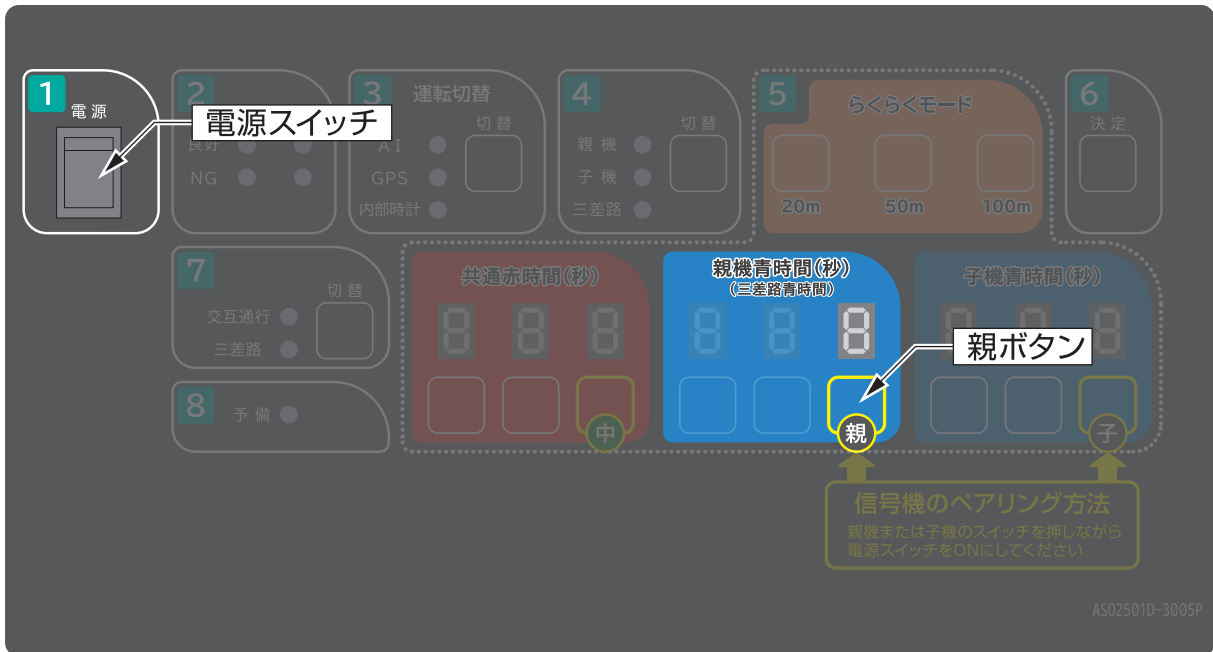 1
電源
電源スイッチ
2
良好
NG
3
運転切替
切替
AI
GPS
内部時計
4
切替
親機
子機
三差路
5
らくらくモード
20m
50m
100m
6
決定
7
切替
交互通行
三差路
8
予備
共通赤時間(秒)
中
親機青時間(秒)
(三差路青時間)
親ボタン
親
子機青時間(秒)
子
信号機のペアリング方法
親機または子機のスイッチを押しながら
電源スイッチをONにしてください
AS02501D-3005P